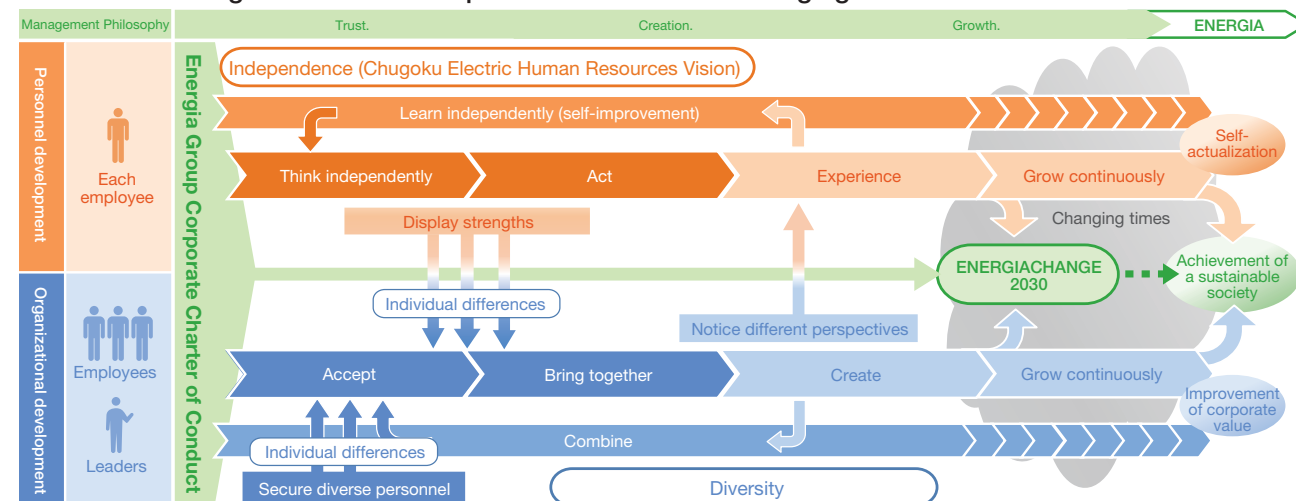 Management Philosophy
Trust.
Creation.
Growth.
ENERGIA
Personnel development
Each
employee
Energia Group Corporate Charter of Conduct
Independence (Chugoku Electric Human Resources Vision)
Learn independently (self-improvement)
Self-
actualization
Think independently
Act
Experience
Grow continuously
Display strengths
Changing times
ENERGIACHANGE
2030
Achievement of
a sustainable
society
Organizational development
Employees
Leaders
Individual differences
Notice different perspectives
Accept
Bring together
Create
Grow continuously
Improvement
of corporate
value
Combine
Individual differences
Secure diverse personnel
Diversity